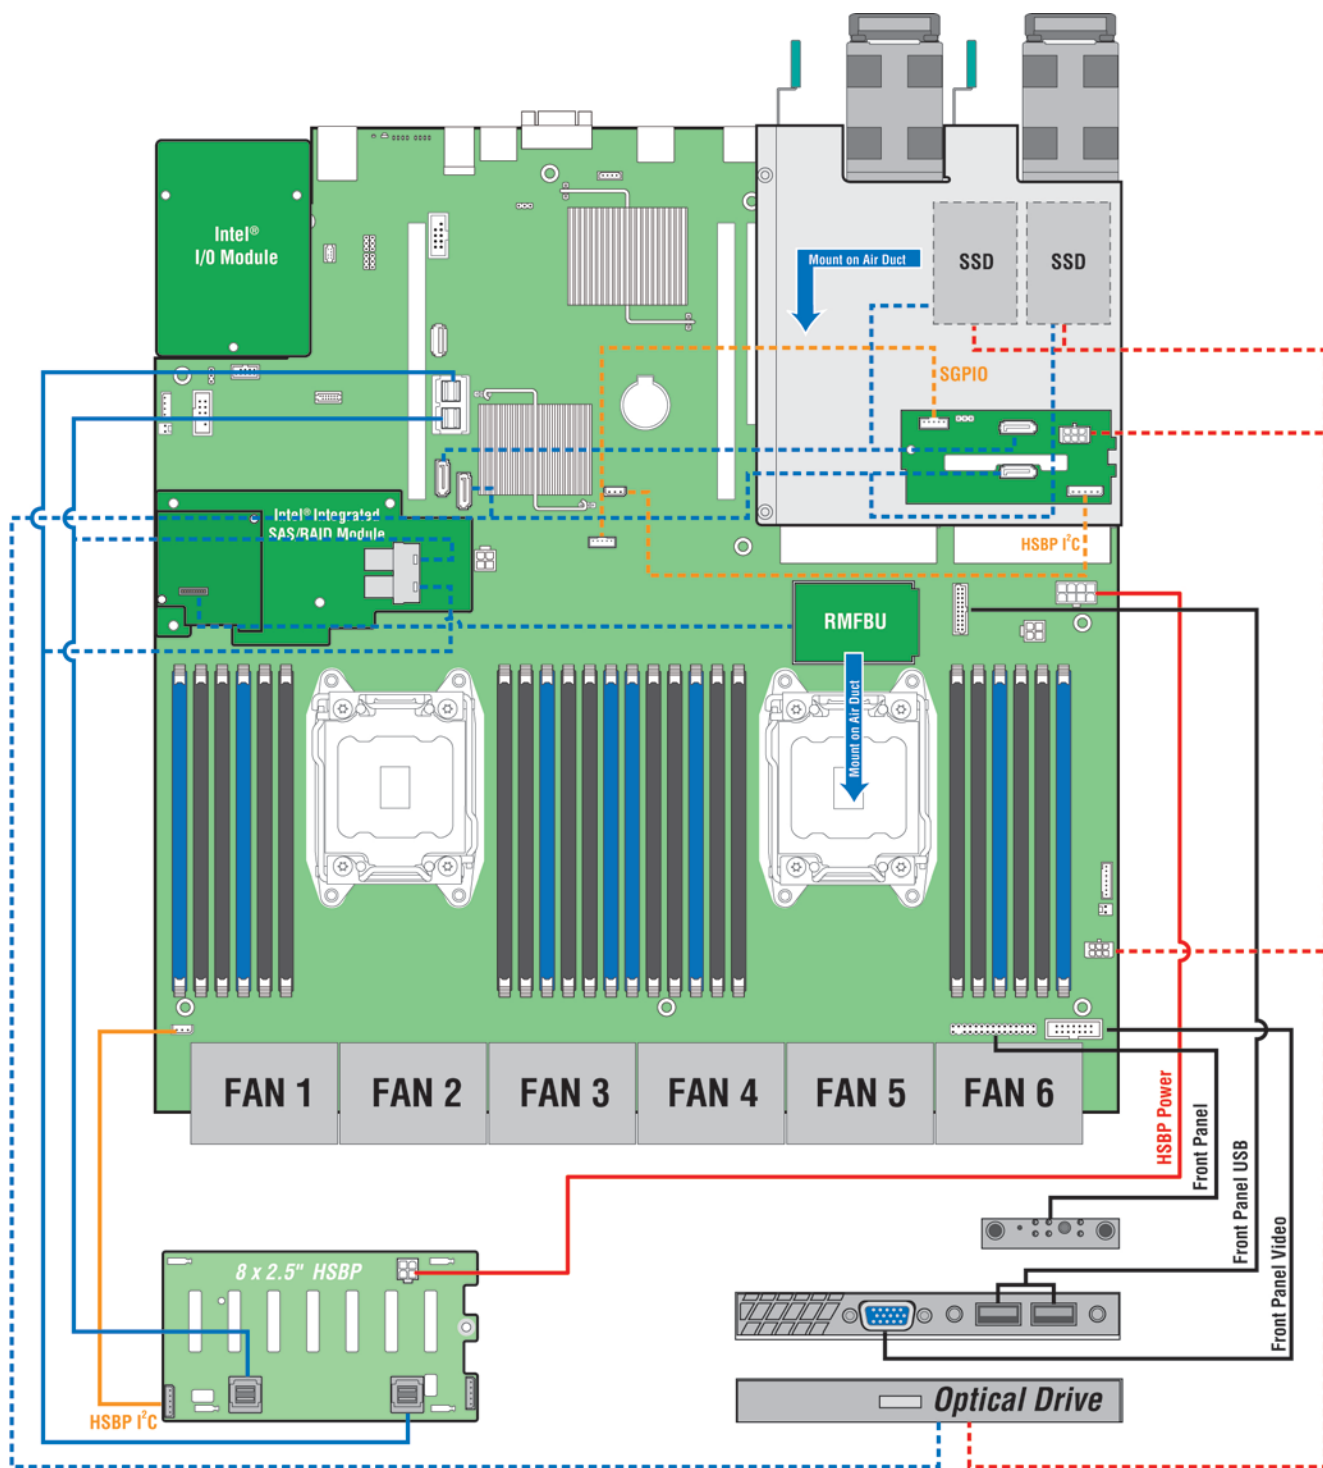 Intel®
I/O Module
Mount on Air Duct
SSD
SSD
SGPIO
Intel® Integrated
SAS/RAID Module
HSBP I²C
RMFBU
Mount on Air Duct
FAN 1
FAN 2
FAN 3
FAN 4
FAN 5
FAN 6
HSBP Power
Front Panel
Front Panel USB
Front Panel Video
8 x 2.5" HSBP
HSBP I²C
Optical Drive